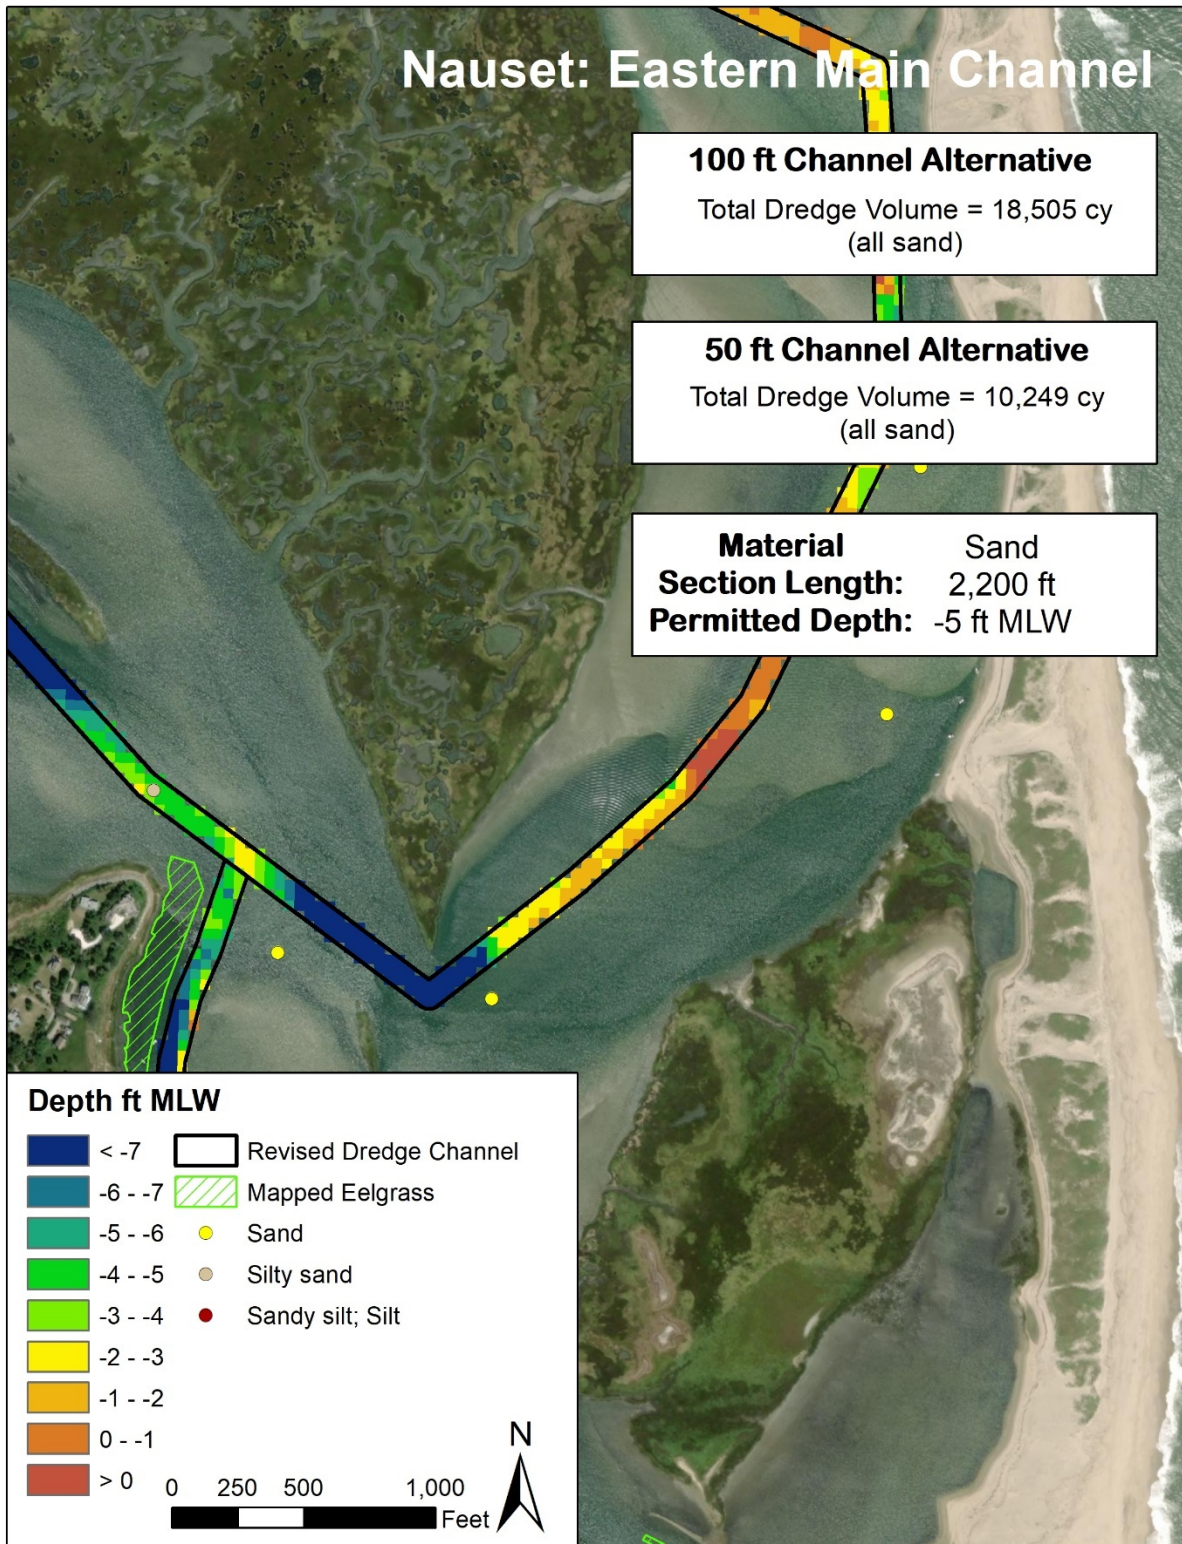 Nauset: Eastern Main Channel
100 ft Channel Alternative
Total Dredge Volume = 18,505 cy
(all sand)
50 ft Channel Alternative
Total Dredge Volume = 10,249 cy
(all sand)
Material Sand
Section Length: 2,200 ft
Permitted Depth: -5 ft MLW
Depth ft MLW
< -7 Revised Dredge Channel
-6 - -7 Mapped Eelgrass
-5 - -6 Sand
-4 - -5 Silty sand
-3 - -4 Sandy silt; Silt
-2 - -3
-1 - -2
0 - -1
> 0
N
0 250 500 1,000
Feet